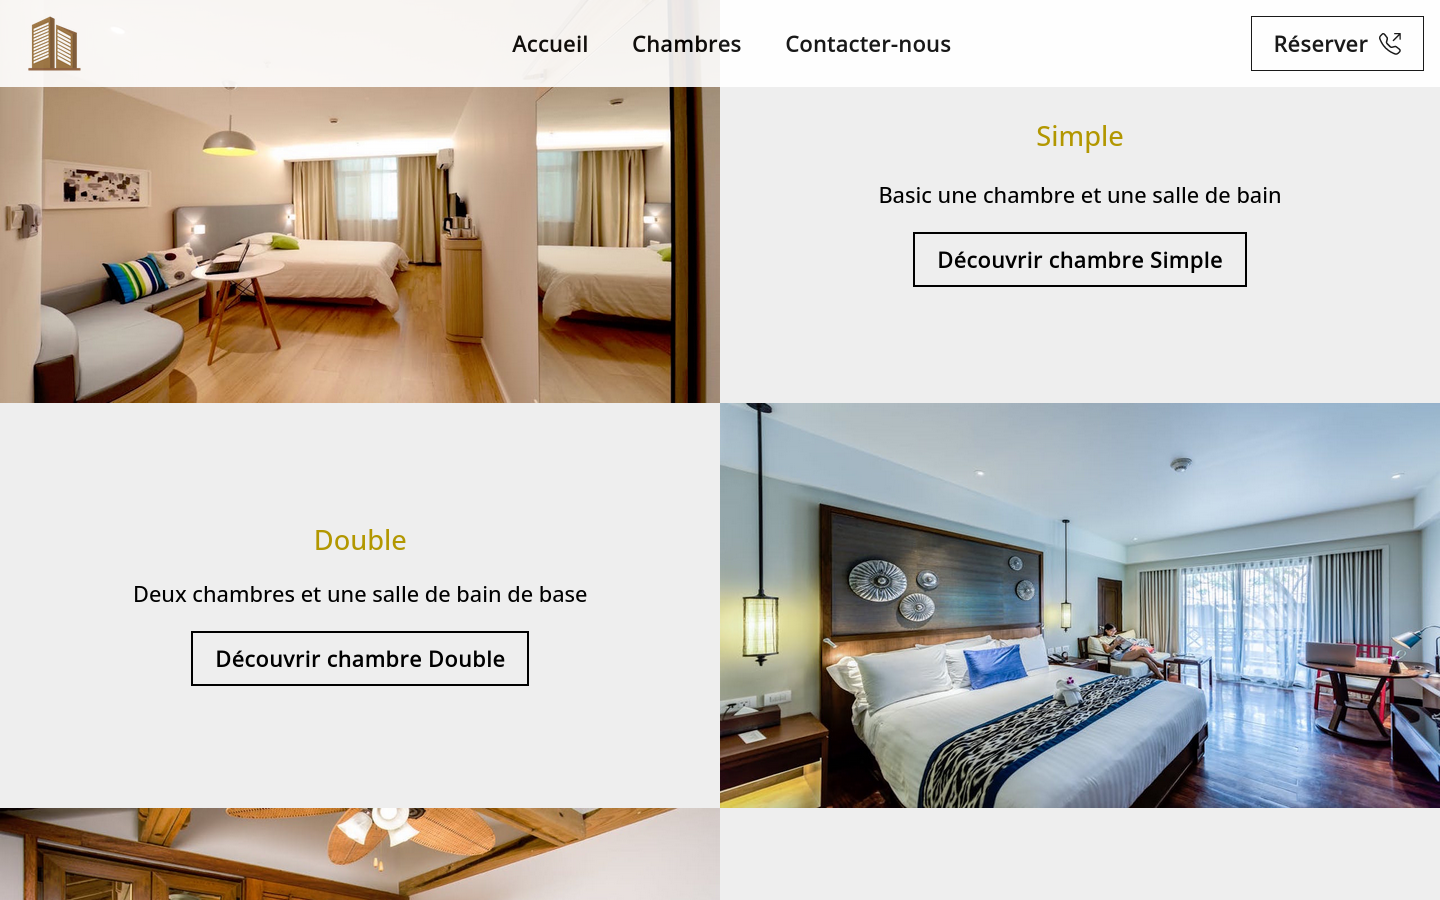 Accueil
Chambres
Contacter-nous
Réserver
Simple
Basic une chambre et une salle de bain
Découvrir chambre Simple
Double
Deux chambres et une salle de bain de base
Découvrir chambre Double